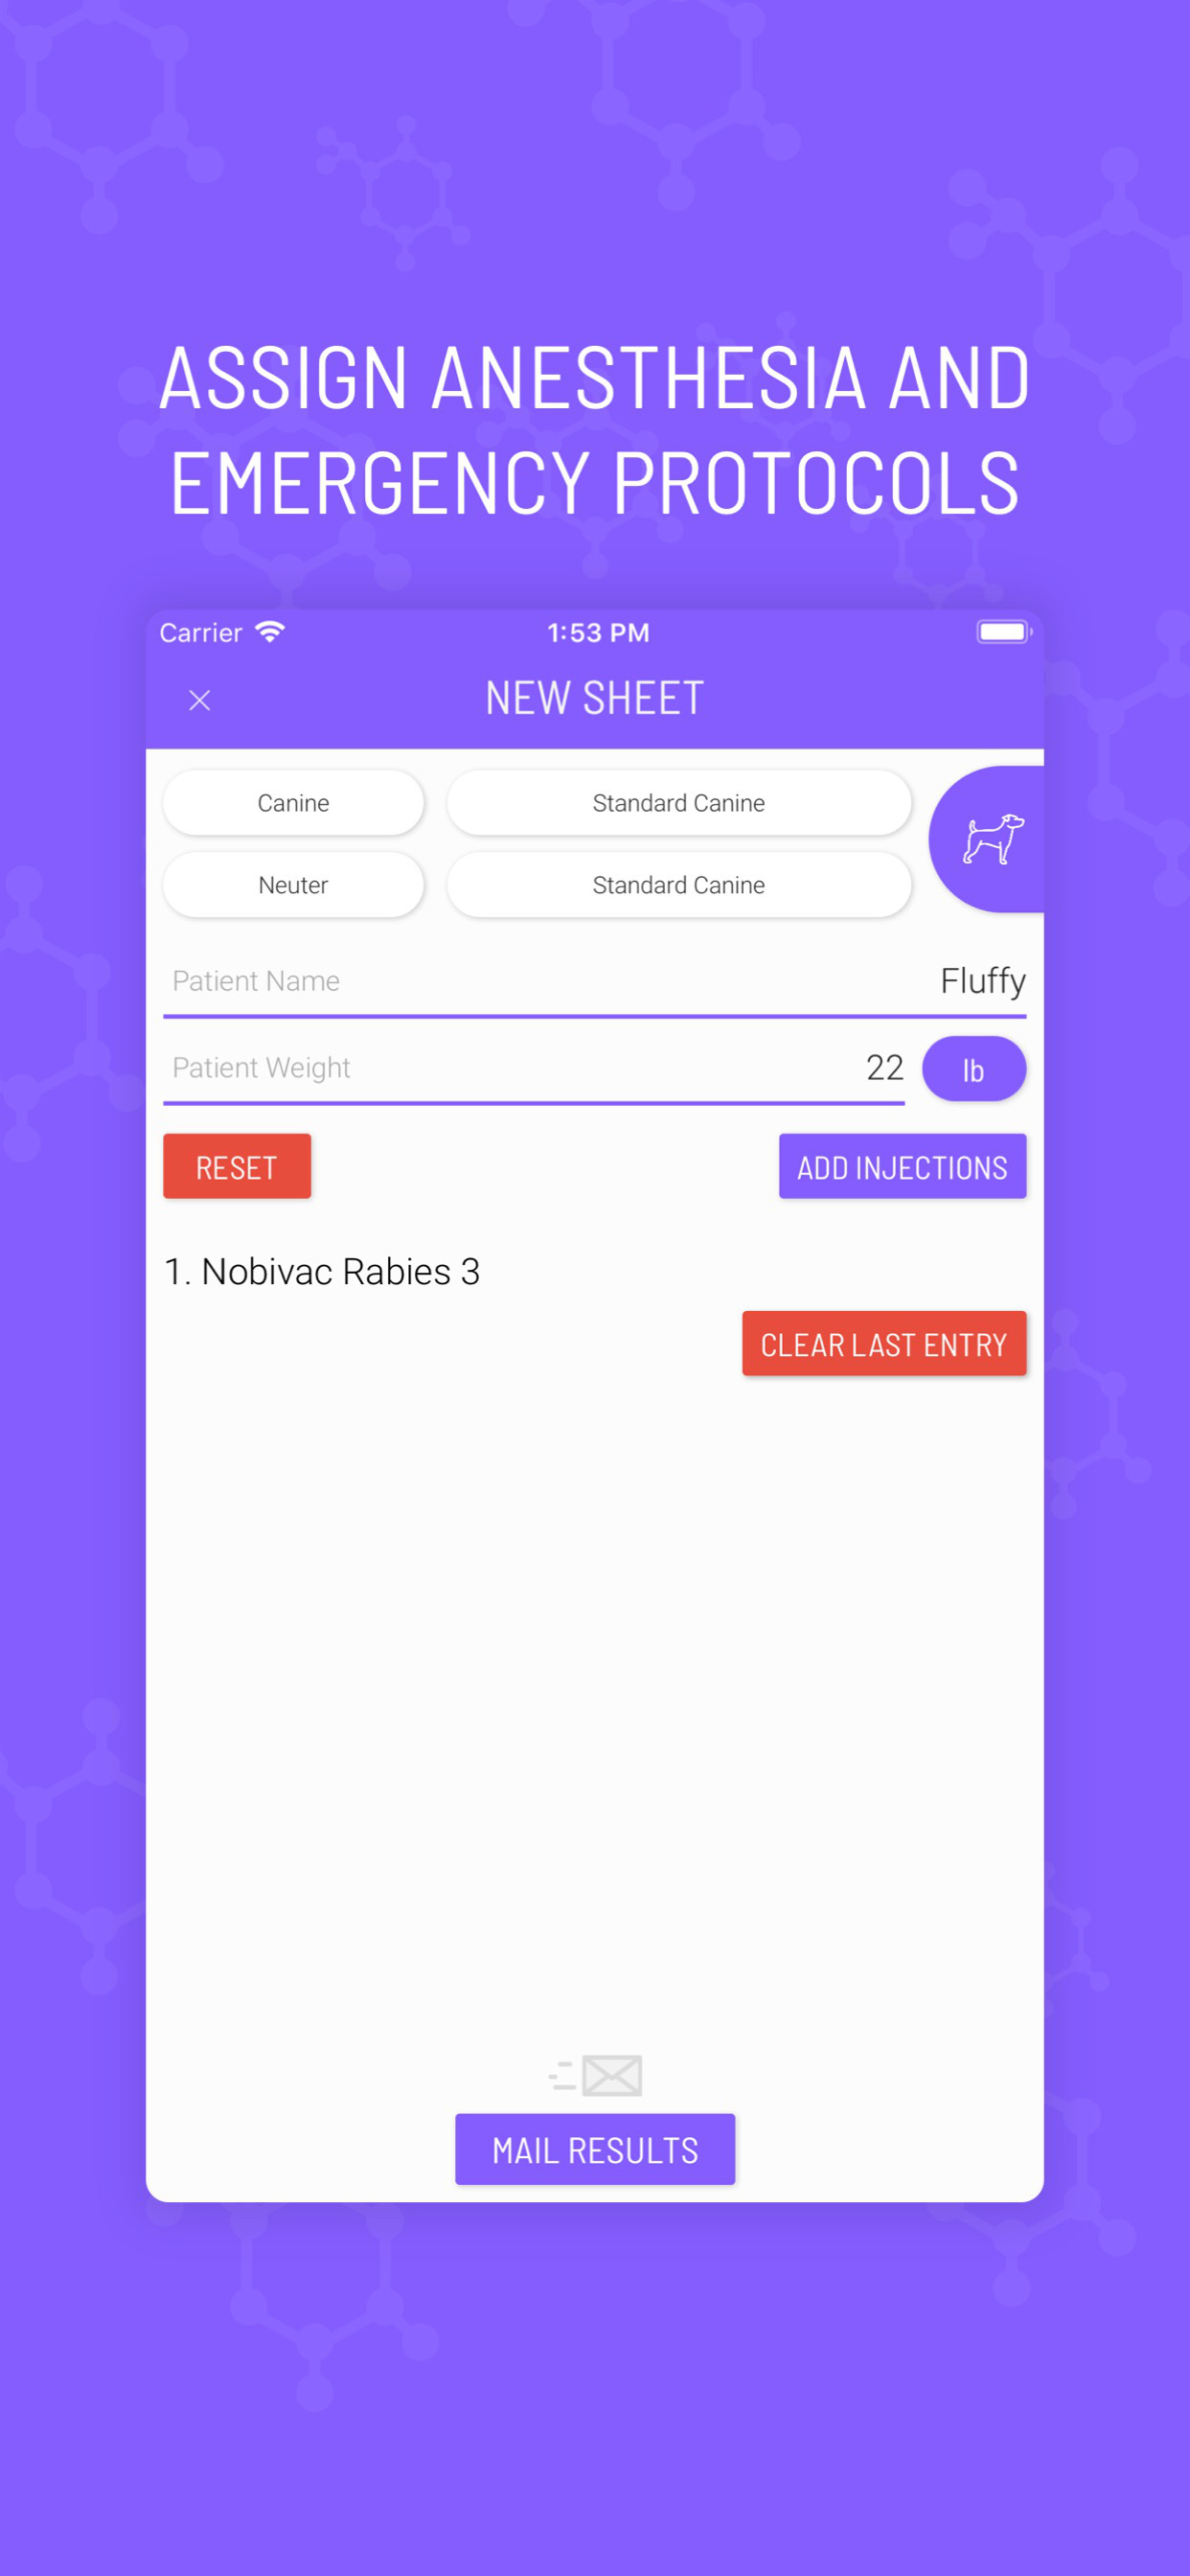 ASSIGN ANESTHESIA AND
EMERGENCY PROTOCOLS
Carrier 1:53 PM
NEW SHEET
Canine Standard Canine
Neuter Standard Canine
Patient Name Fluffy
Patient Weight 22 lb
RESET ADD INJECTIONS
1. Nobivac Rabies 3
CLEAR LAST ENTRY
MAIL RESULTS